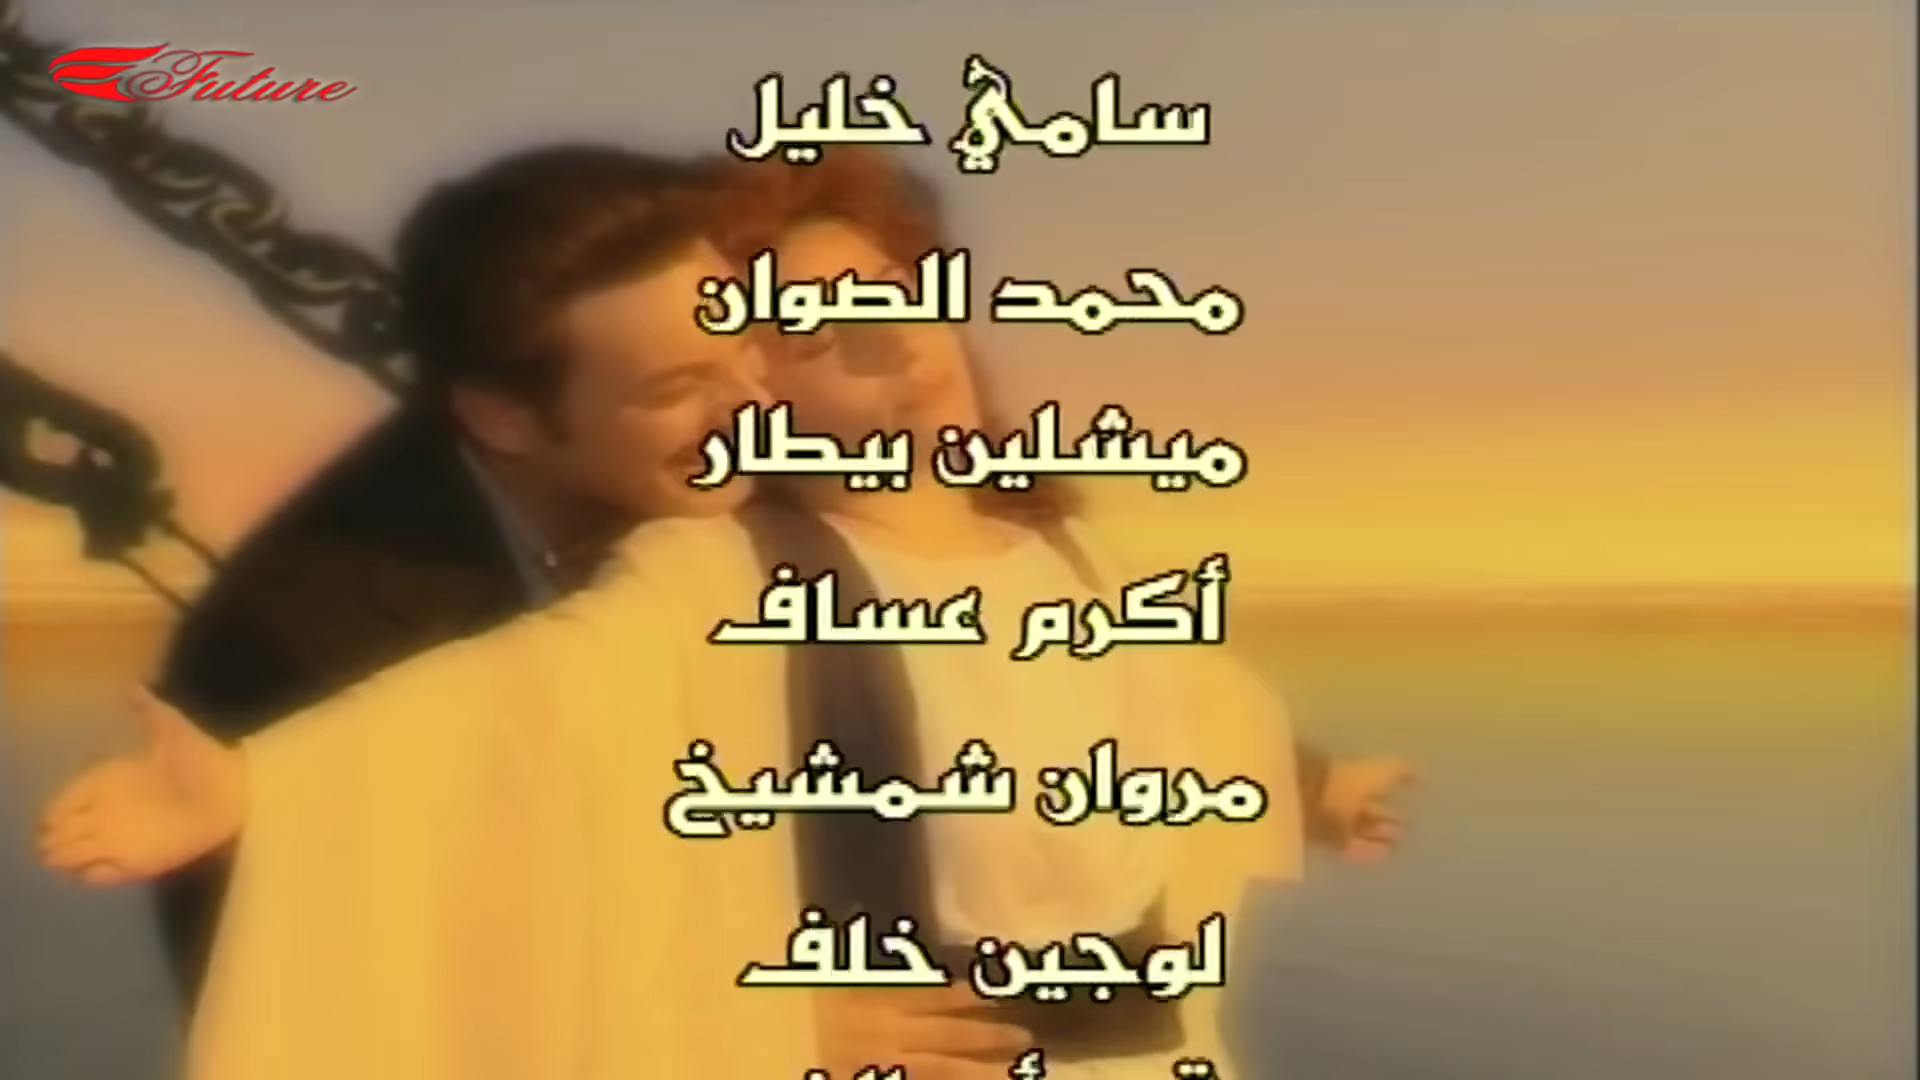 Future
سامي خليل
محمد الصوان
ميشلين بيطار
أكرم عساف
مروان شمشيخ
لوجين خلف